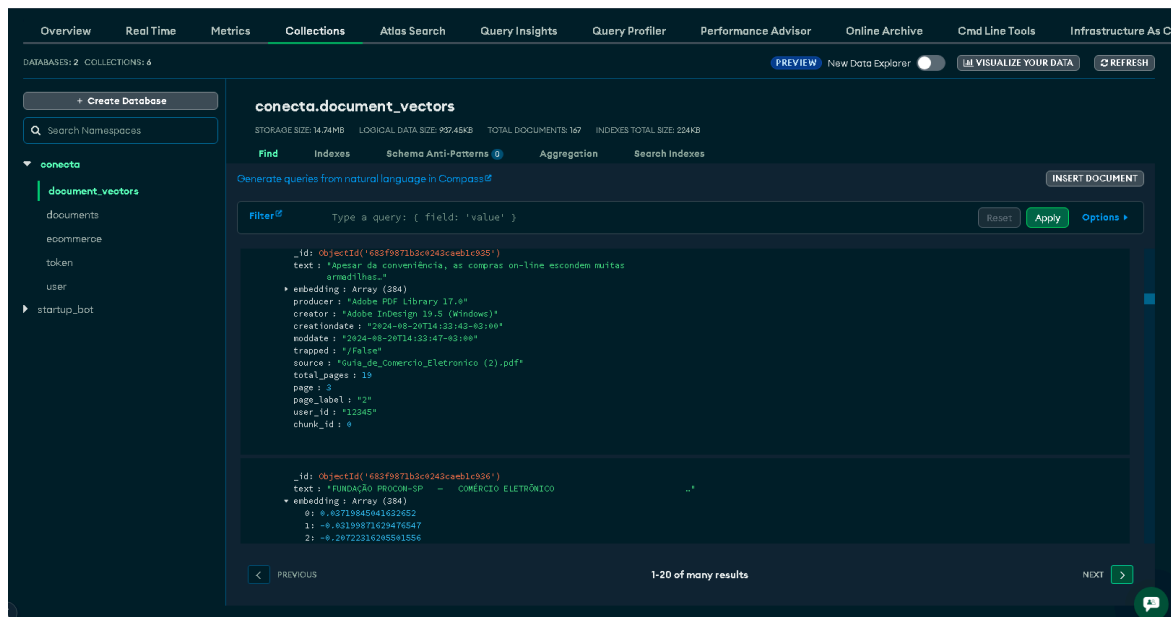 Overview Real Time Metrics Collections Atlas Search Query Insights Query Profiler Performance Advisor Online Archive Cmd Line Tools Infrastructure As C
DATABASES: 2 COLLECTIONS: 6
PREVIEW New Data Explorer VISUALIZE YOUR DATA REFRESH
+ Create Database
Search Namespaces
conecta
document_vectors
documents
ecommerce
token
user
startup_bot
conecta.document_vectors
STORAGE SIZE: 14.74MB LOGICAL DATA SIZE: 937.45KB TOTAL DOCUMENTS: 167 INDEXES TOTAL SIZE: 224KB
Find Indexes Schema Anti-Patterns 0 Aggregation Search Indexes
Generate queries from natural language in Compass
INSERT DOCUMENT
Filter Type a query: { field: 'value' } Reset Apply Options
_id: ObjectId('683f9871b3c0243caeb1c935')
text : "Apesar da conveniência, as compras on-line escondem muitas
armadilhas…"
embedding : Array (384)
producer : "Adobe PDF Library 17.0"
creator : "Adobe InDesign 19.5 (Windows)"
creationdate : "2024-08-20T14:33:43-03:00"
moddate : "2024-08-20T14:33:47-03:00"
trapped : "/False"
source : "Guia_de_Comercio_Eletronico (2).pdf"
total_pages : 19
page : 3
page_label : "2"
user_id : "12345"
chunk_id : 0
_id: ObjectId('683f9871b3c0243caeb1c936')
text : "FUNDAÇÃO PROCON-SP – COMÉRCIO ELETRÔNICO …"
embedding : Array (384)
0: 0.03719845041632652
1: -0.03199871629476547
2: -0.20722316205501556
PREVIOUS 1-20 of many results NEXT